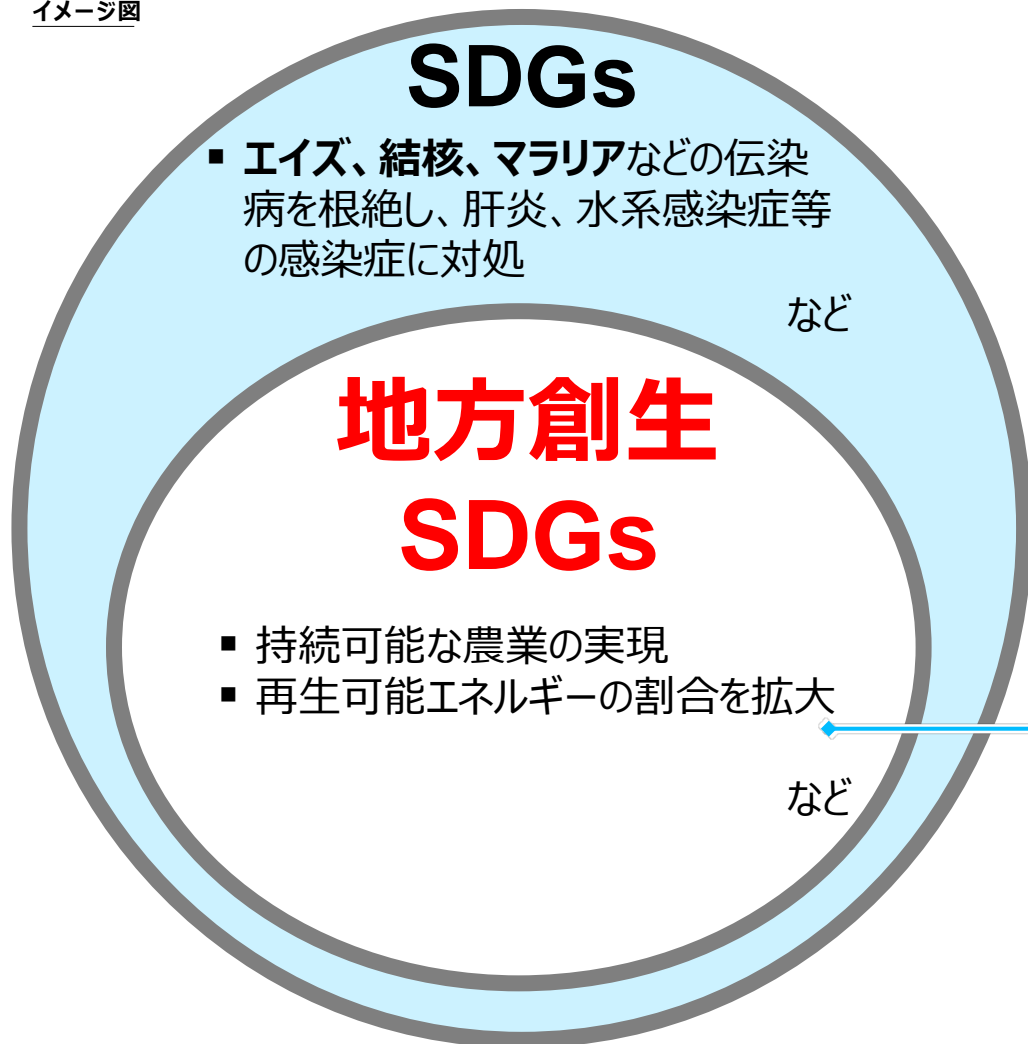 イメージ図
SDGs
▪ エイズ、結核、マラリアなどの伝染
病を根絶し、肝炎、水系感染症等
の感染症に対処
など
地方創生
SDGs
▪ 持続可能な農業の実現
▪ 再生可能エネルギーの割合を拡大
など